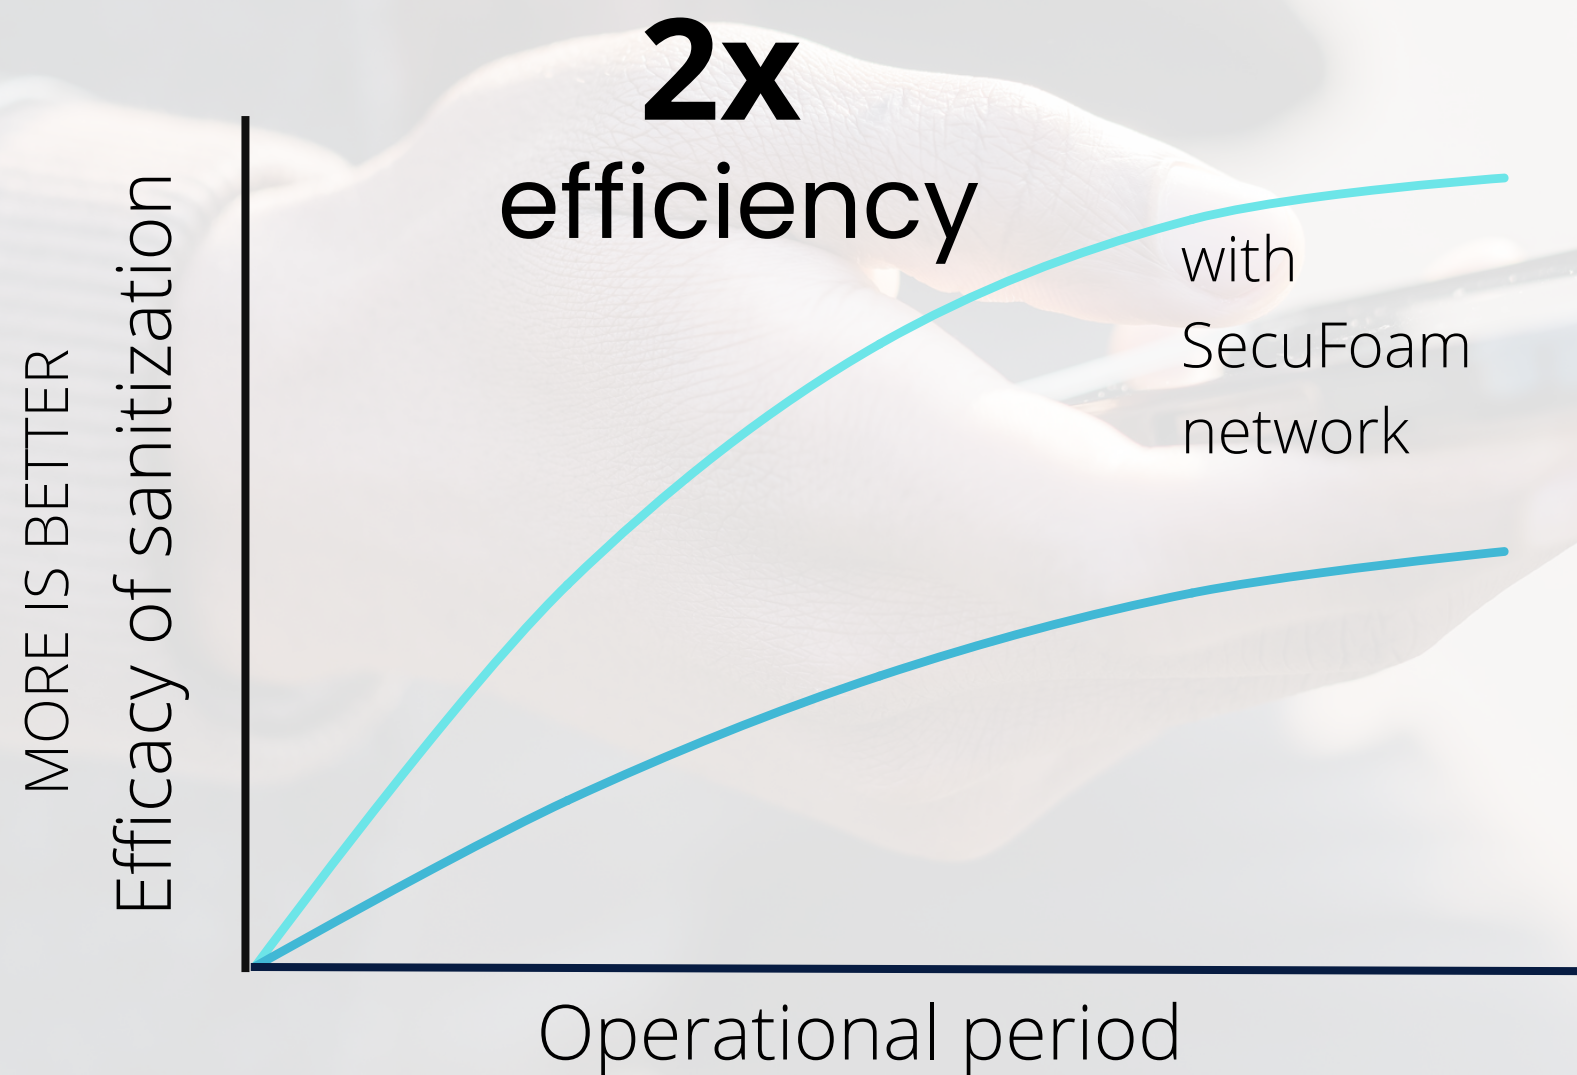 2x
efficiency
MORE IS BETTER
Efficacy of sanitization
with
SecuFoam
network
Operational period